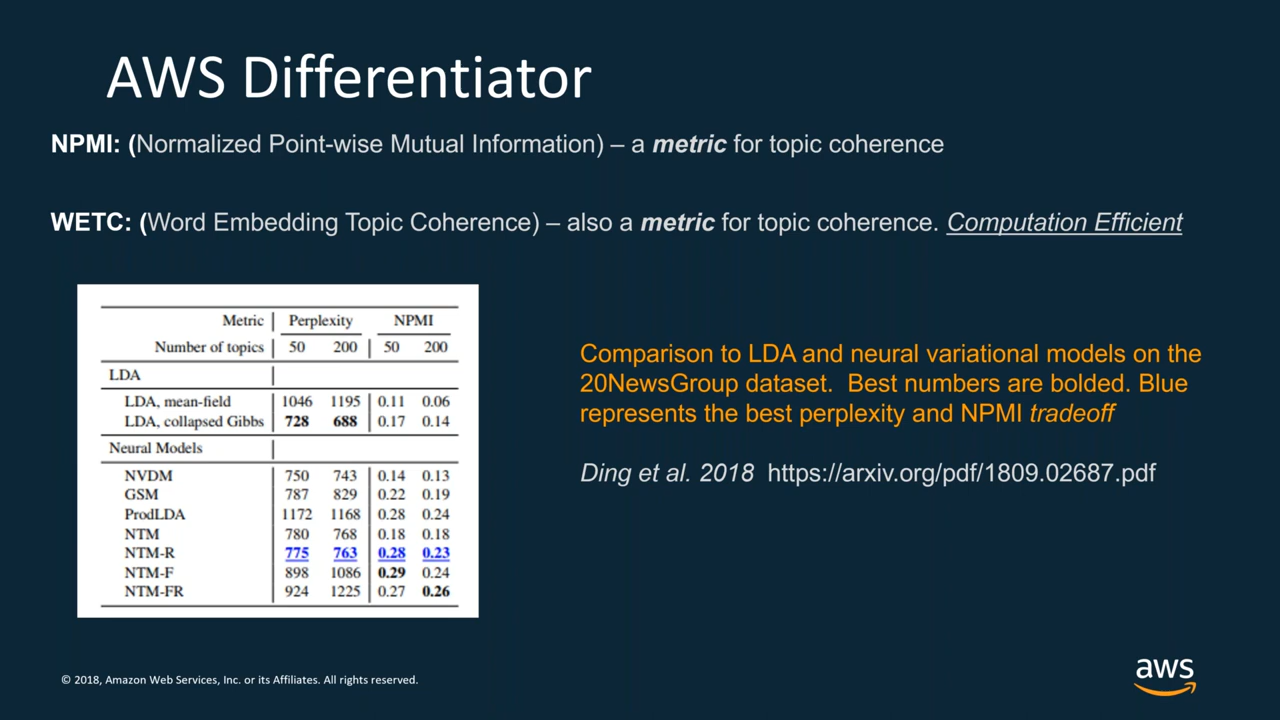 AWS Differentiator
NPMI: (Normalized Point-wise Mutual Information) – a metric for topic coherence
WETC: (Word Embedding Topic Coherence) – also a metric for topic coherence. Computation Efficient
Metric Perplexity NPMI
Number of topics 50 200 50 200
LDA
LDA, mean-field 1046 1195 0.11 0.06
LDA, collapsed Gibbs 728 688 0.17 0.14
Neural Models
NVDM 750 743 0.14 0.13
GSM 787 829 0.22 0.19
ProdLDA 1172 1168 0.28 0.24
NTM 780 768 0.18 0.18
NTM-R 775 763 0.28 0.23
NTM-F 898 1086 0.29 0.24
NTM-FR 924 1225 0.27 0.26
Comparison to LDA and neural variational models on the
20NewsGroup dataset. Best numbers are bolded. Blue
represents the best perplexity and NPMI tradeoff
Ding et al. 2018 https://arxiv.org/pdf/1809.02687.pdf
© 2018, Amazon Web Services, Inc. or its Affiliates. All rights reserved.
aws